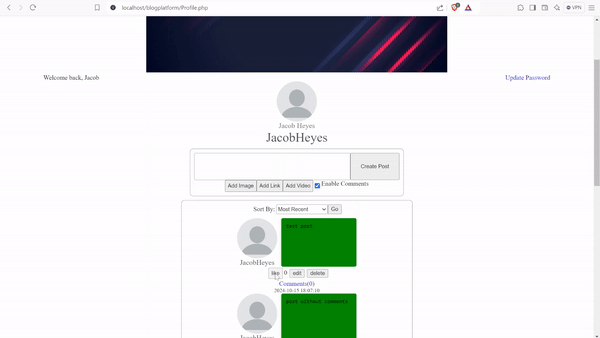 localhost/blogplatform/Profile.php
VPN
Welcome back, Jacob
Update Password
Jacob Heyes
JacobHeyes
Create Post
Add Image Add Link Add Video Enable Comments
Sort By: Most Recent Go
test post
JacobHeyes
like 0 edit delete
Comments(0)
2024-10-15 18:07:10
post without comments
JacobHeyes